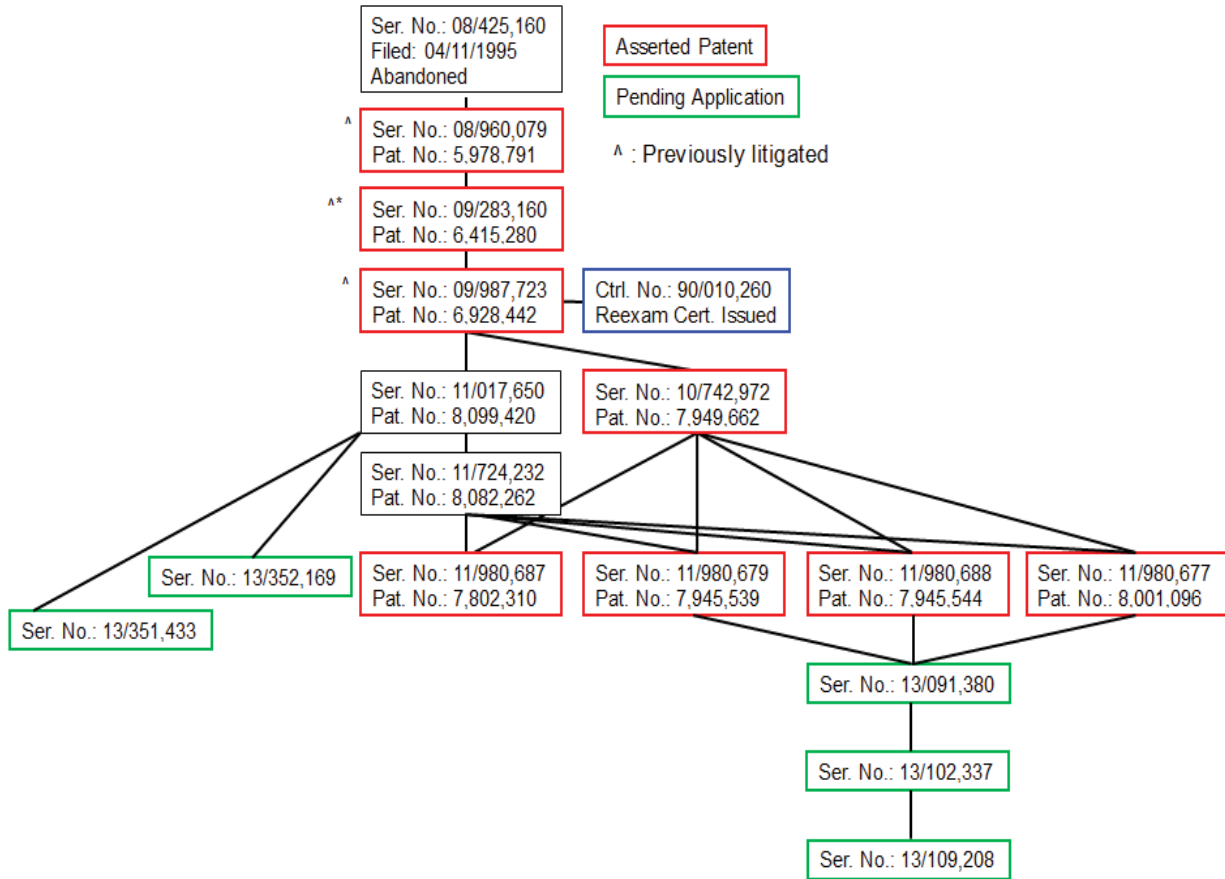 Ser. No.: 08/425,160
Filed: 04/11/1995
Abandoned
Asserted Patent
Pending Application
^ : Previously litigated
^
Ser. No.: 08/960,079
Pat. No.: 5,978,791
^*
Ser. No.: 09/283,160
Pat. No.: 6,415,280
^
Ser. No.: 09/987,723
Pat. No.: 6,928,442
Ctrl. No.: 90/010,260
Reexam Cert. Issued
Ser. No.: 11/017,650
Pat. No.: 8,099,420
Ser. No.: 10/742,972
Pat. No.: 7,949,662
Ser. No.: 11/724,232
Pat. No.: 8,082,262
Ser. No.: 13/352,169
Ser. No.: 13/351,433
Ser. No.: 11/980,687
Pat. No.: 7,802,310
Ser. No.: 11/980,679
Pat. No.: 7,945,539
Ser. No.: 11/980,688
Pat. No.: 7,945,544
Ser. No.: 11/980,677
Pat. No.: 8,001,096
Ser. No.: 13/091,380
Ser. No.: 13/102,337
Ser. No.: 13/109,208